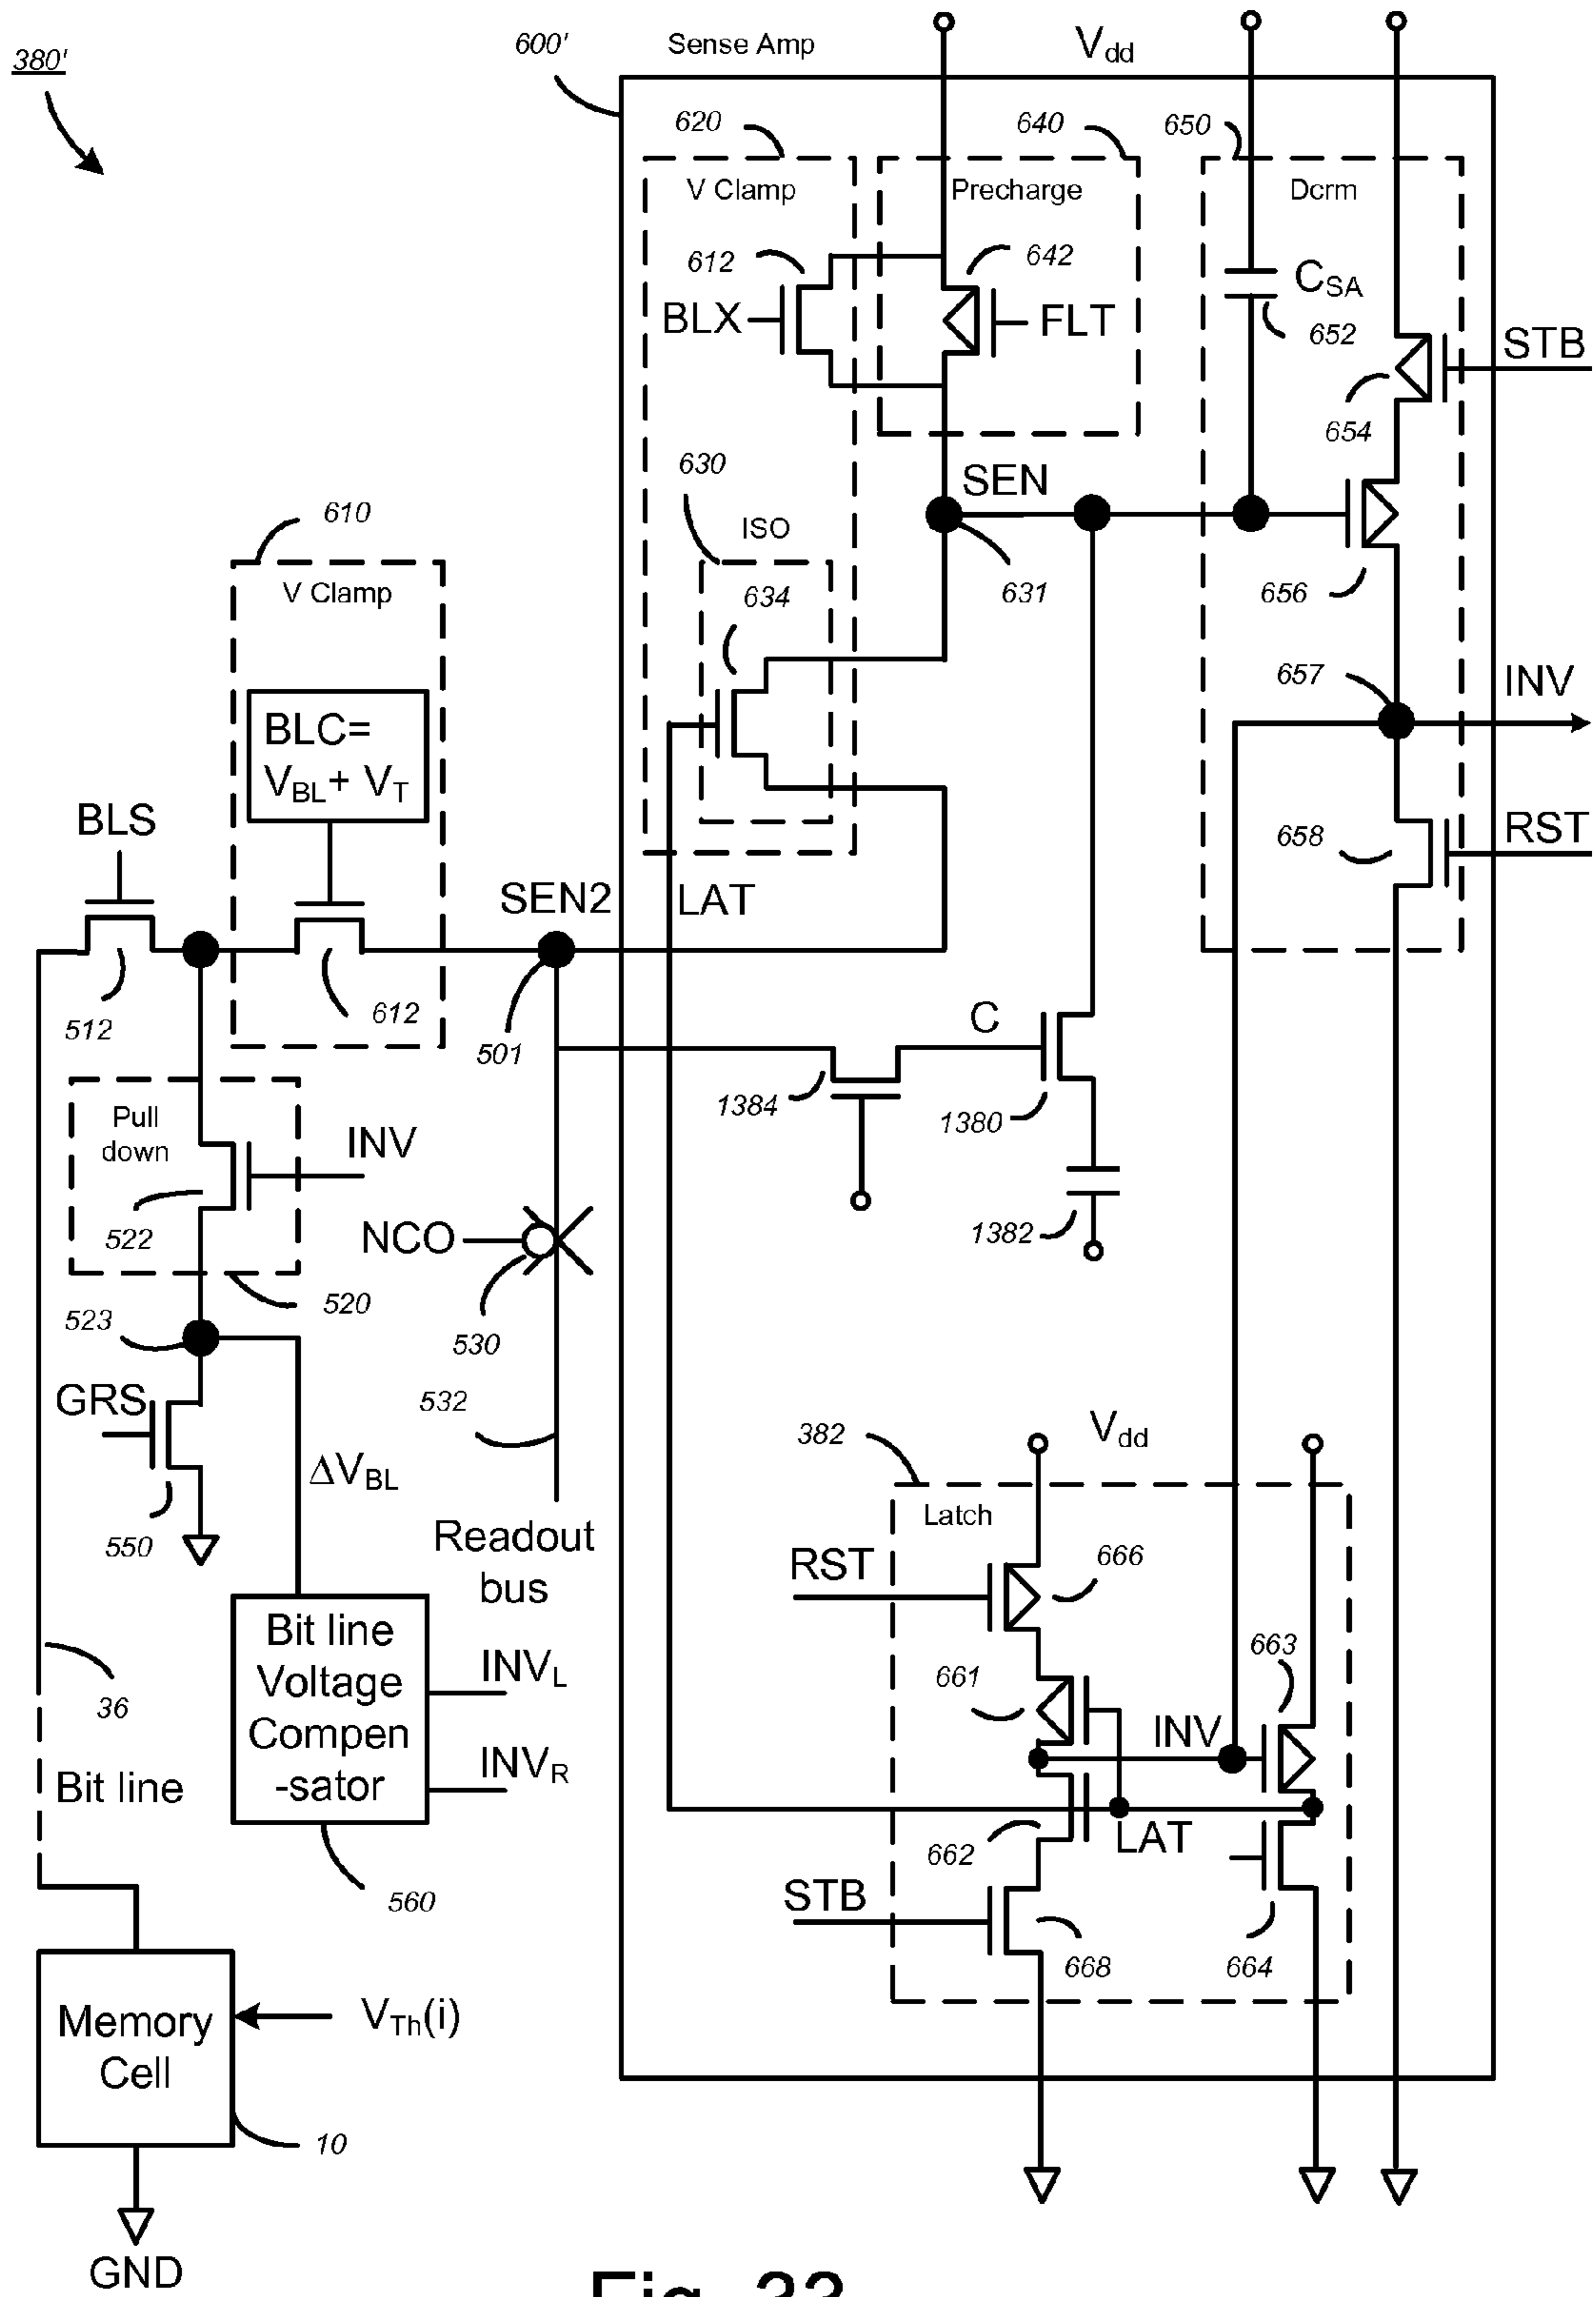 380'
600'
Sense Amp
Vdd
620
640
650
V Clamp
Precharge
Dcrm
612
642
BLX
FLT
CSA
652
STB
654
630
SEN
ISO
610
V Clamp
634
631
656
657
INV
BLC=
VBL+ VT
BLS
658
RST
SEN2
LAT
512
612
501
C
1384
1380
Pull
down
INV
522
NCO
1382
520
523
530
GRS
532
382
Vdd
ΔVBL
550
Latch
Readout
bus
RST
666
Bit line
Voltage
Compen
-sator
INVL
INVR
663
661
36
INV
Bit line
LAT
662
560
STB
668
664
Memory
Cell
VTh(i)
10
GND
Fig. 33